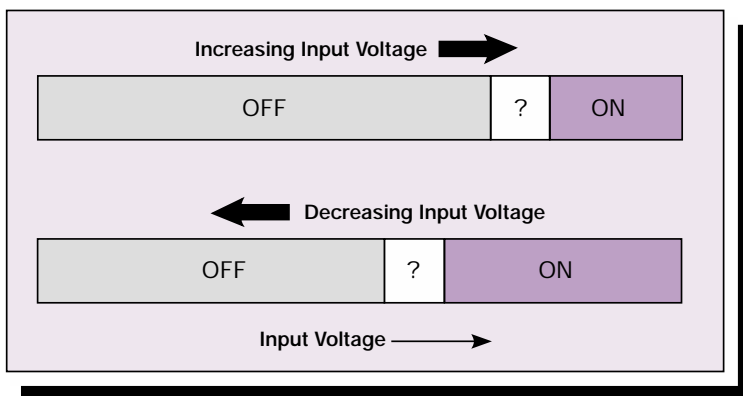 Increasing Input Voltage
OFF ? ON
Decreasing Input Voltage
OFF ? ON
Input Voltage